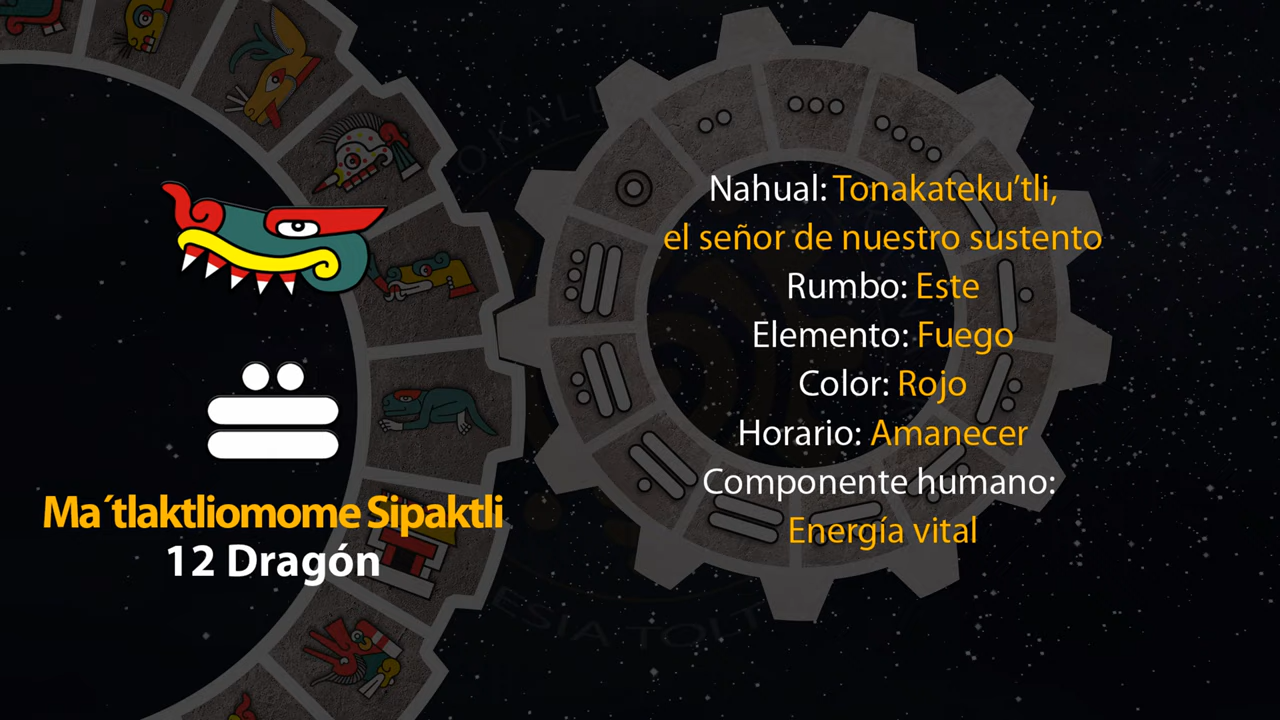 Nahual: Tonakateku’tli,
el señor de nuestro sustento
Rumbo: Este
Elemento: Fuego
Color: Rojo
Horario: Amanecer
Componente humano:
Energía vital
Ma´tlaktliomome Sipaktli
12 Dragón